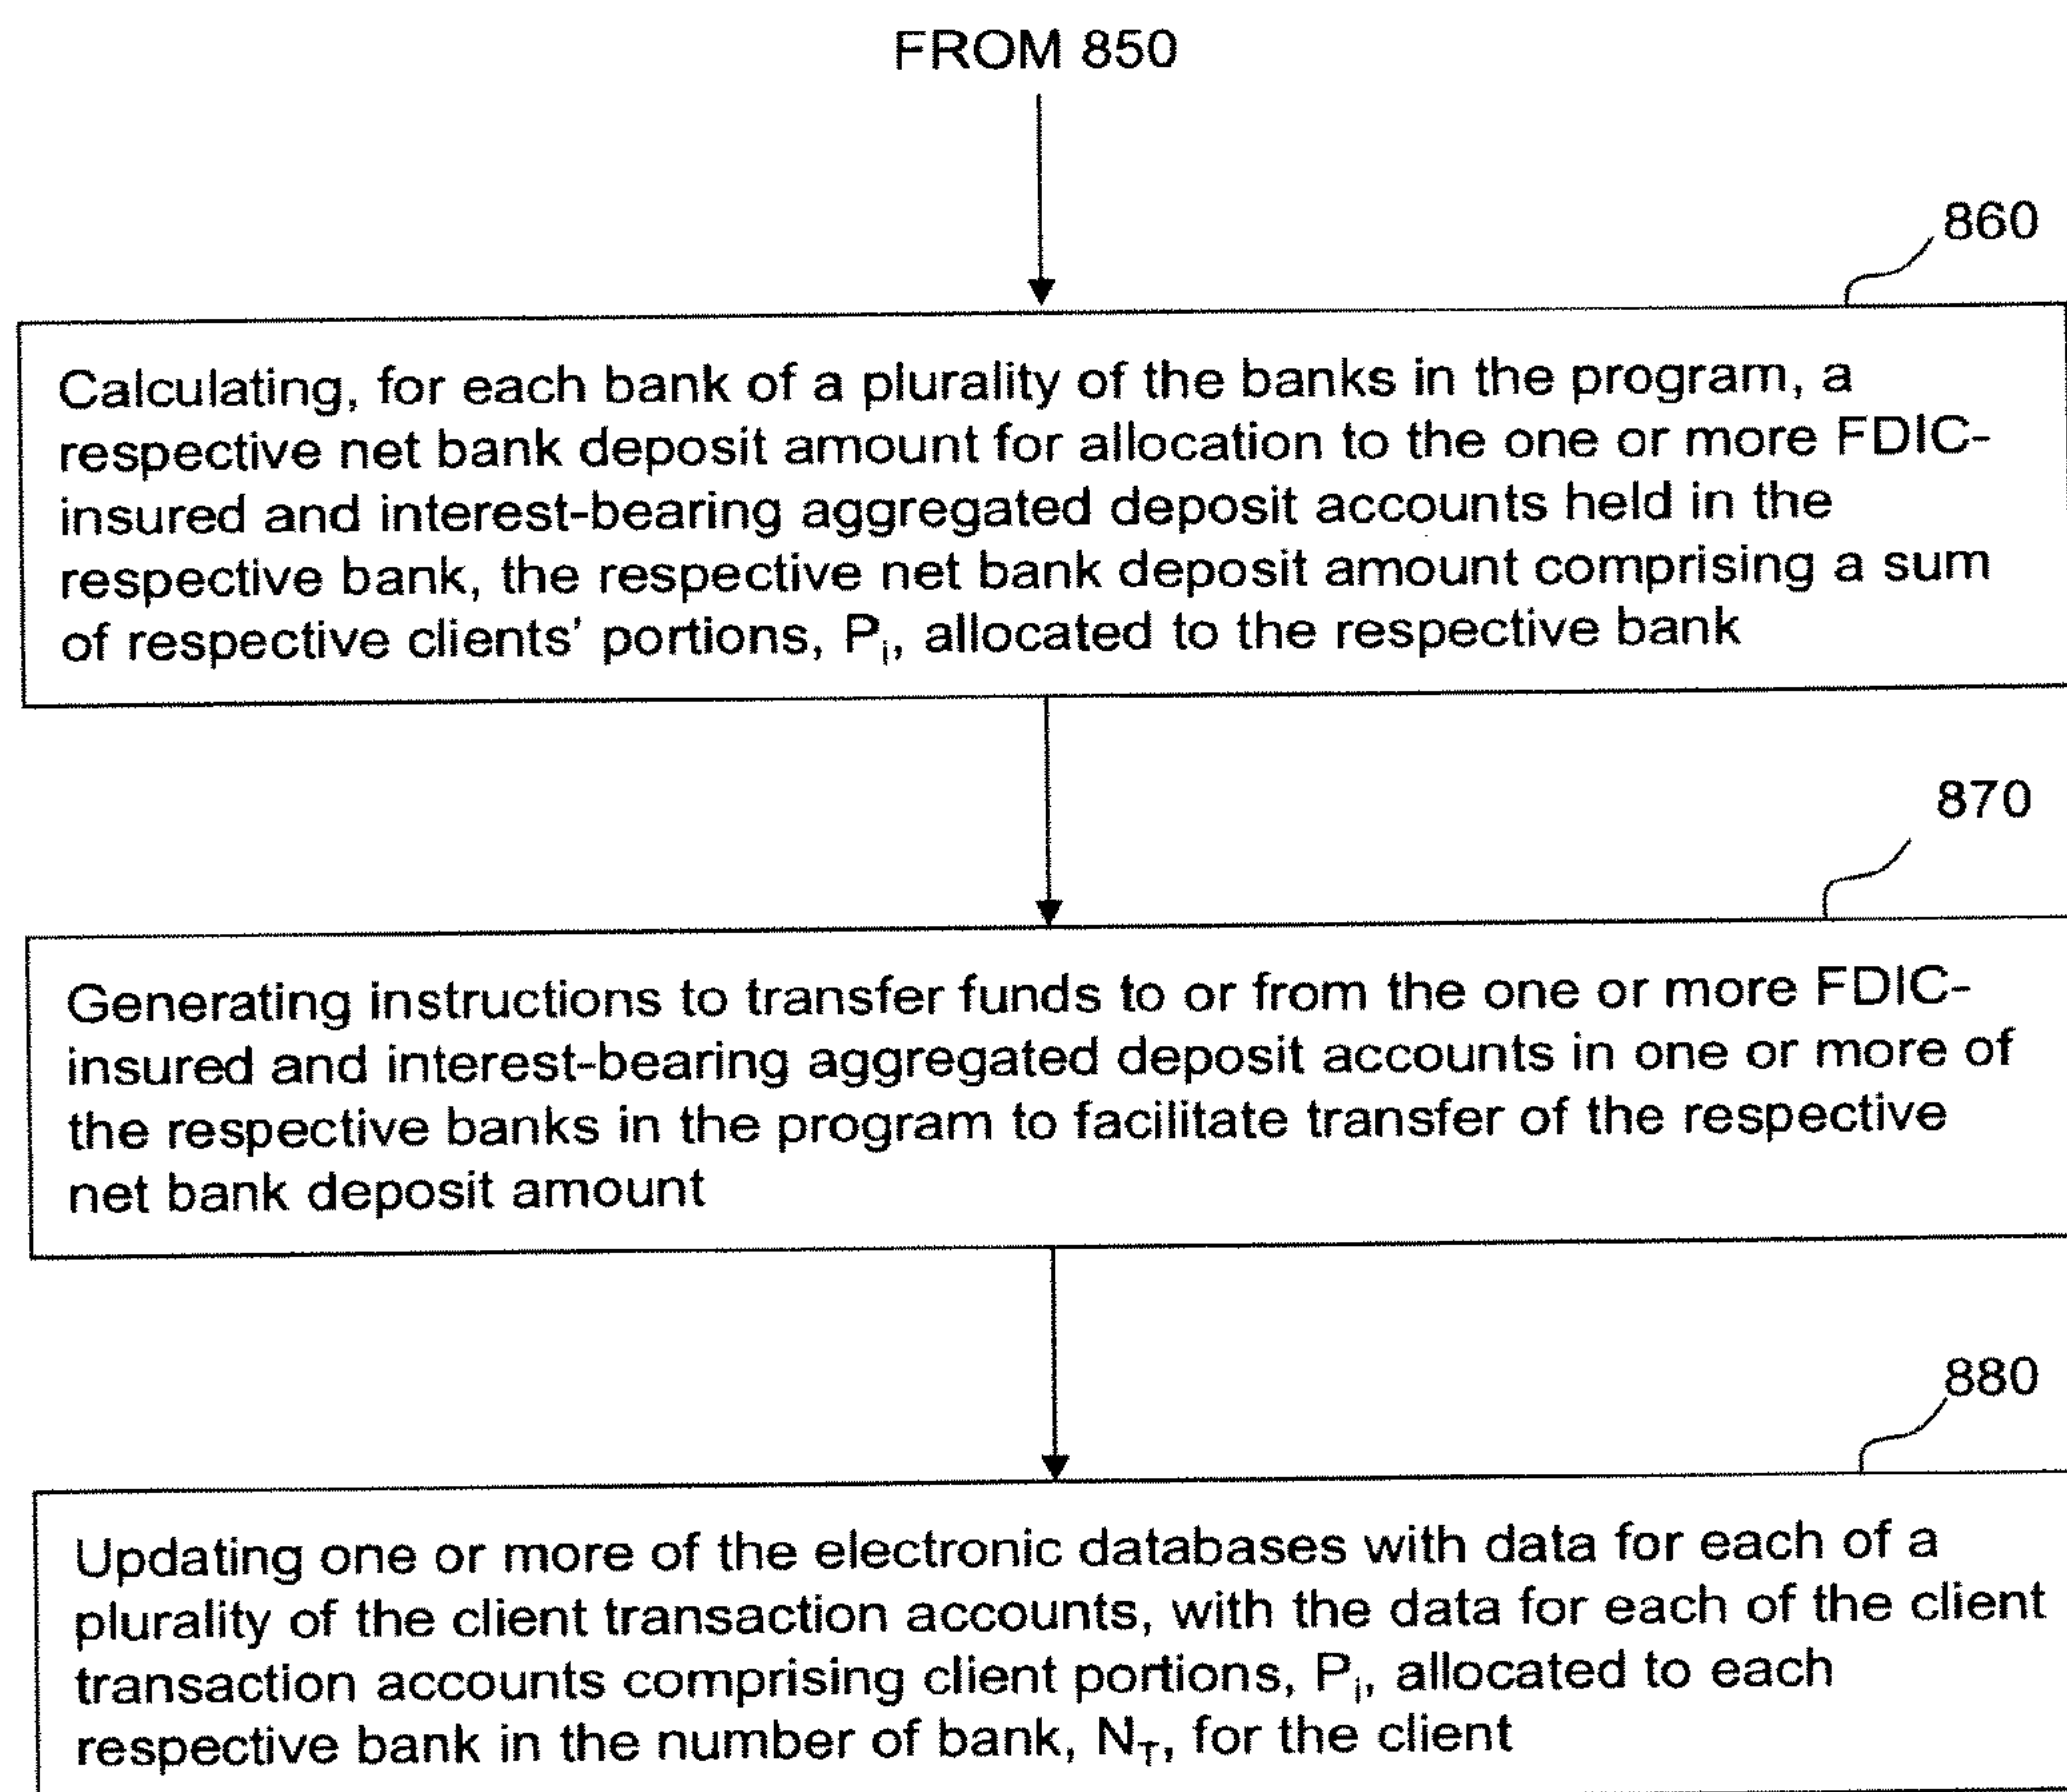 FROM 850
860
Calculating, for each bank of a plurality of the banks in the program, a
respective net bank deposit amount for allocation to the one or more FDIC-
insured and interest-bearing aggregated deposit accounts held in the
respective bank, the respective net bank deposit amount comprising a sum
of respective clients' portions, Pᵢ, allocated to the respective bank
870
Generating instructions to transfer funds to or from the one or more FDIC-
insured and interest-bearing aggregated deposit accounts in one or more of
the respective banks in the program to facilitate transfer of the respective
net bank deposit amount
880
Updating one or more of the electronic databases with data for each of a
plurality of the client transaction accounts, with the data for each of the client
transaction accounts comprising client portions, Pᵢ, allocated to each
respective bank in the number of bank, N_T, for the client